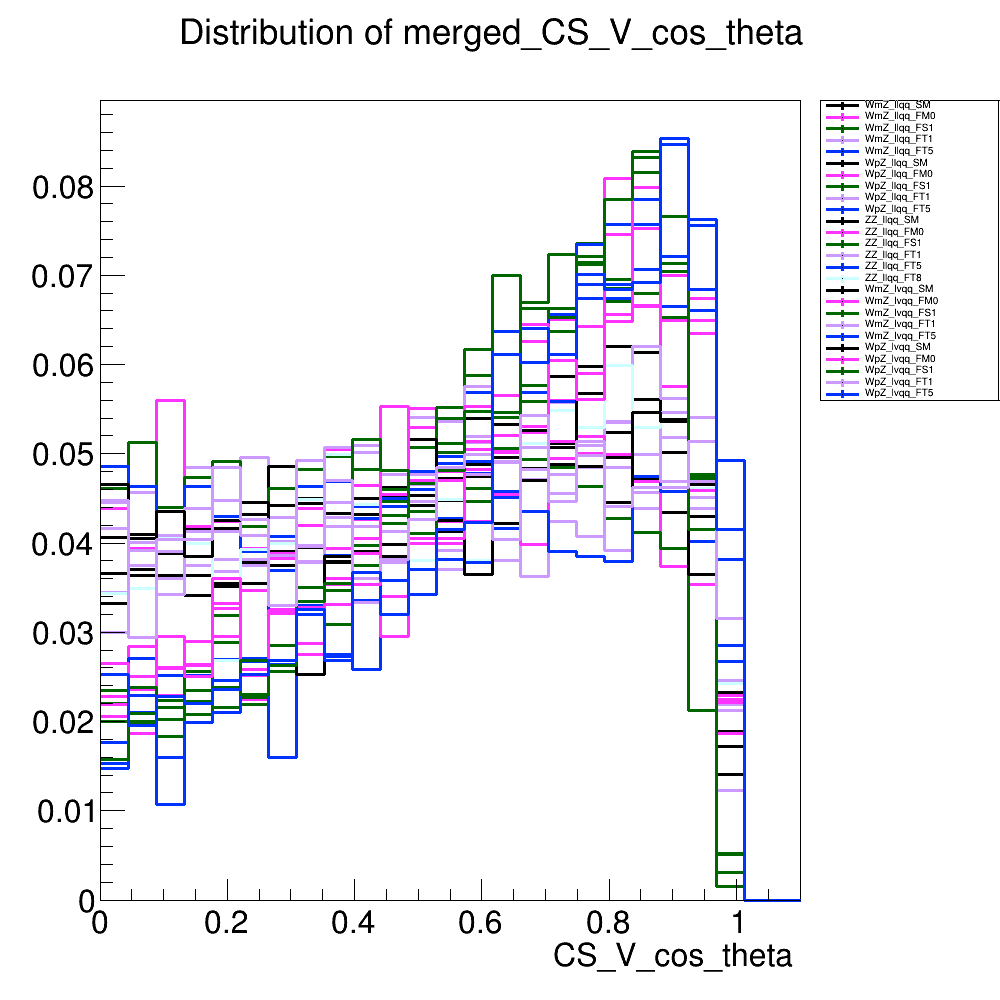 Distribution of merged_CS_V_cos_theta
WmZ_llqq_SM
WmZ_llqq_FM0
WmZ_llqq_FS1
WmZ_llqq_FT1
WmZ_llqq_FT5
WpZ_llqq_SM
WpZ_llqq_FM0
WpZ_llqq_FS1
WpZ_llqq_FT1
WpZ_llqq_FT5
ZZ_llqq_SM
ZZ_llqq_FM0
ZZ_llqq_FS1
ZZ_llqq_FT1
ZZ_llqq_FT5
ZZ_llqq_FT8
WmZ_lvqq_SM
WmZ_lvqq_FM0
WmZ_lvqq_FS1
WmZ_lvqq_FT1
WmZ_lvqq_FT5
WpZ_lvqq_SM
WpZ_lvqq_FM0
WpZ_lvqq_FS1
WpZ_lvqq_FT1
WpZ_lvqq_FT5
0.08
0.07
0.06
0.05
0.04
0.03
0.02
0.01
0
0 0.2 0.4 0.6 0.8 1
CS_V_cos_theta